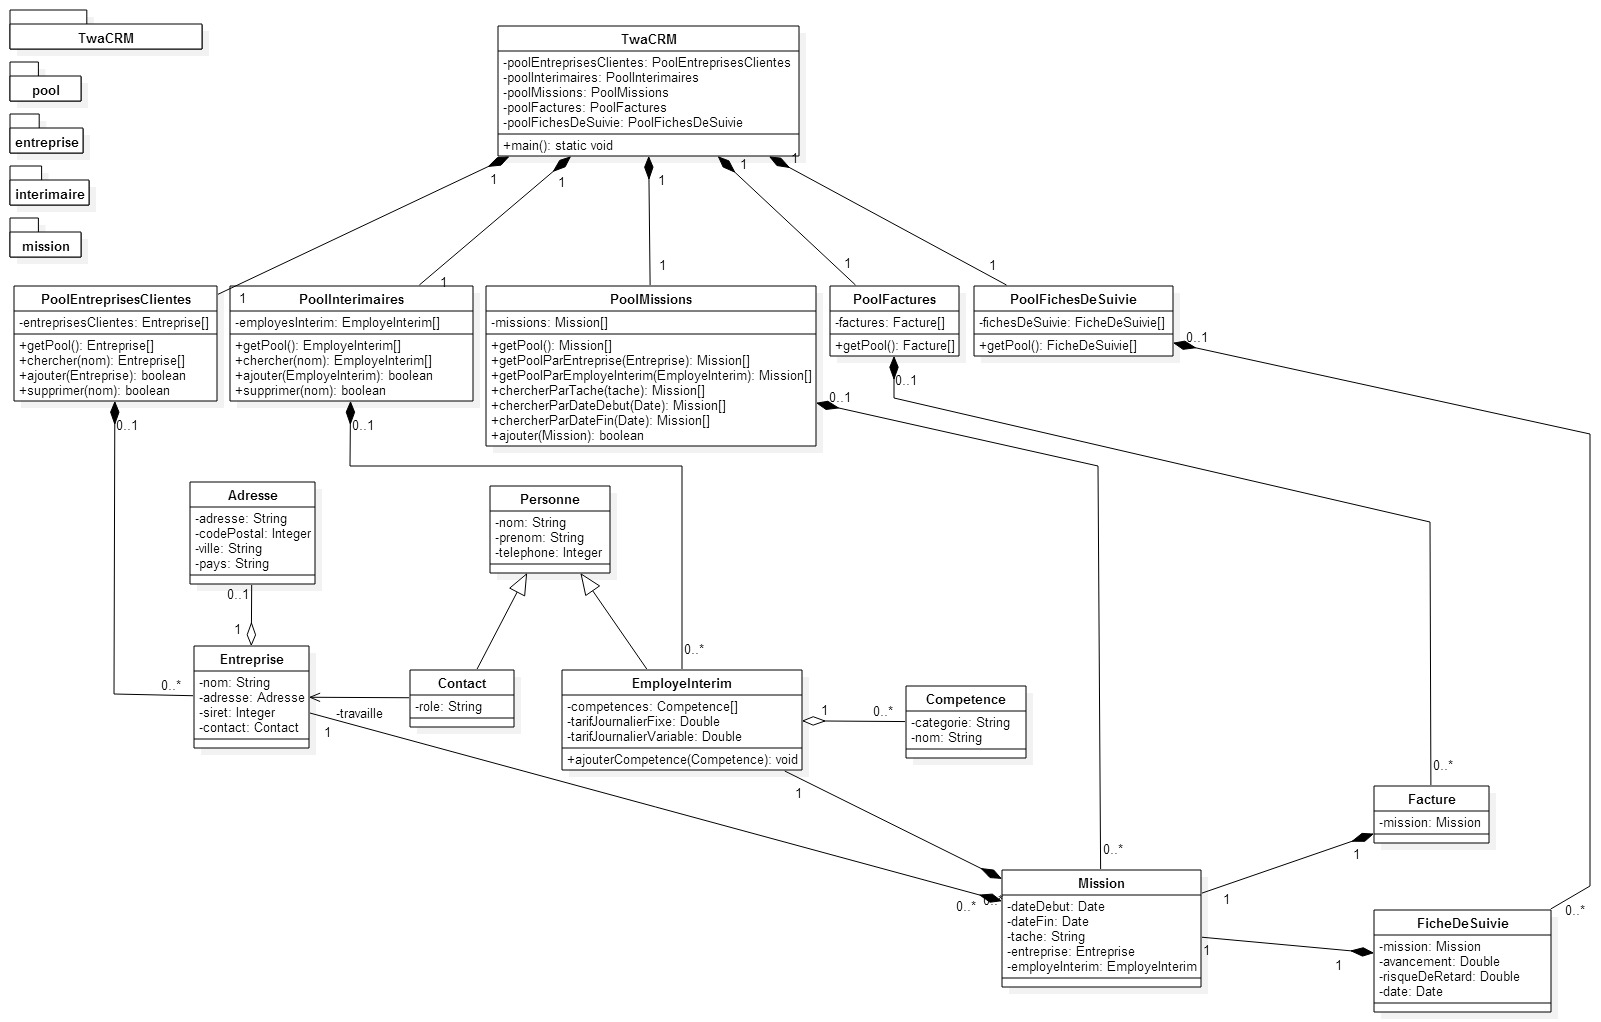 TwaCRM
pool
entreprise
interimaire
mission
TwaCRM
-poolEntreprisesClientes: PoolEntreprisesClientes
-poolInterimaires: PoolInterimaires
-poolMissions: PoolMissions
-poolFactures: PoolFactures
-poolFichesDeSuivie: PoolFichesDeSuivie
+main(): static void
1
1
1
1
1
1
1
1
1
1
PoolEntreprisesClientes
-entreprisesClientes: Entreprise[]
+getPool(): Entreprise[]
+chercher(nom): Entreprise[]
+ajouter(Entreprise): boolean
+supprimer(nom): boolean
0..1
PoolInterimaires
-employesInterim: EmployeInterim[]
+getPool(): EmployeInterim[]
+chercher(nom): EmployeInterim[]
+ajouter(EmployeInterim): boolean
+supprimer(nom): boolean
0..1
PoolMissions
-missions: Mission[]
+getPool(): Mission[]
+getPoolParEntreprise(Entreprise): Mission[]
+getPoolParEmployeInterim(EmployeInterim): Mission[]
+chercherParTache(tache): Mission[]
+chercherParDateDebut(Date): Mission[]
+chercherParDateFin(Date): Mission[]
+ajouter(Mission): boolean
0..1
PoolFactures
-factures: Facture[]
+getPool(): Facture[]
0..1
PoolFichesDeSuivie
-fichesDeSuivie: FicheDeSuivie[]
+getPool(): FicheDeSuivie[]
0..1
Adresse
-adresse: String
-codePostal: Integer
-ville: String
-pays: String
0..1
1
Personne
-nom: String
-prenom: String
-telephone: Integer
0..*
Entreprise
-nom: String
-adresse: Adresse
-siret: Integer
-contact: Contact
-travaille
1
Contact
-role: String
0..*
EmployeInterim
-competences: Competence[]
-tarifJournalierFixe: Double
-tarifJournalierVariable: Double
+ajouterCompetence(Competence): void
1
1
0..*
Competence
-categorie: String
-nom: String
0..*
Facture
-mission: Mission
1
1
0..*
0..*
0..*
Mission
-dateDebut: Date
-dateFin: Date
-tache: String
-entreprise: Entreprise
-employeInterim: EmployeInterim
1
1
0..*
FicheDeSuivie
-mission: Mission
-avancement: Double
-risqueDeRetard: Double
-date: Date